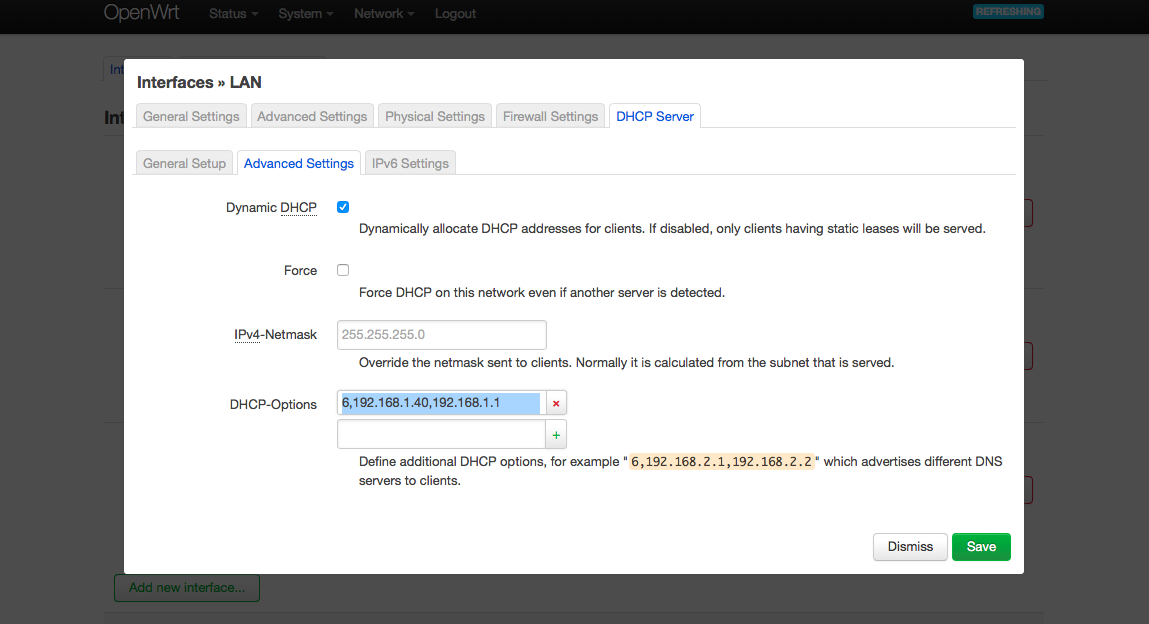 OpenWrt Status System Network Logout REFRESHING
Int
Interfaces » LAN
General Settings Advanced Settings Physical Settings Firewall Settings DHCP Server
Int
General Setup Advanced Settings IPv6 Settings
Dynamic DHCP
Dynamically allocate DHCP addresses for clients. If disabled, only clients having static leases will be served.
Force
Force DHCP on this network even if another server is detected.
IPv4-Netmask 255.255.255.0
Override the netmask sent to clients. Normally it is calculated from the subnet that is served.
DHCP-Options 6,192.168.1.40,192.168.1.1 ×
+
Define additional DHCP options, for example "6,192.168.2.1,192.168.2.2" which advertises different DNS
servers to clients.
Dismiss Save
Add new interface...